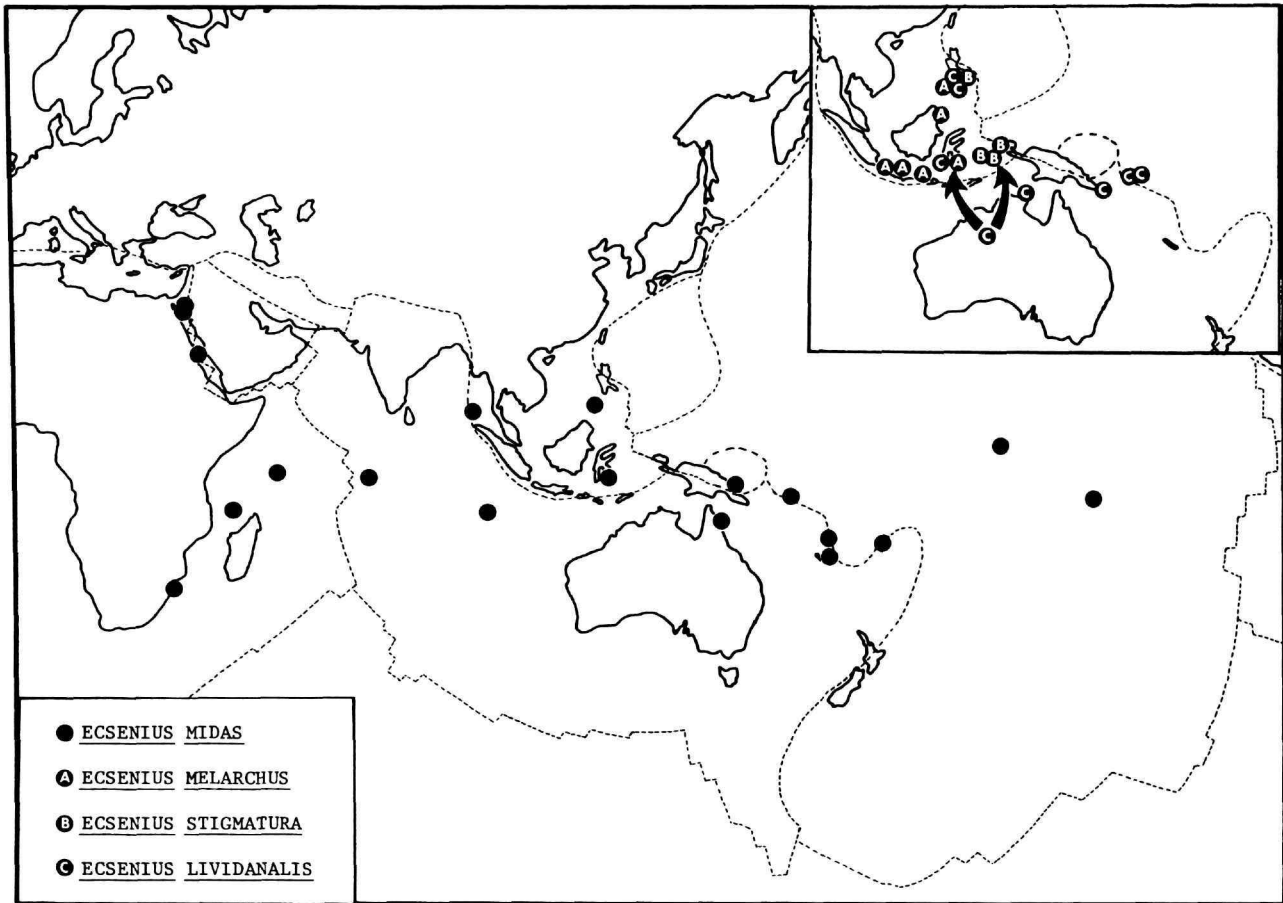 C B
A C
A
B
B B
A A A C A
C C C
C
C
● ECSENIUS MIDAS
A ECSENIUS MELARCHUS
B ECSENIUS STIGMATURA
C ECSENIUS LIVIDANALIS